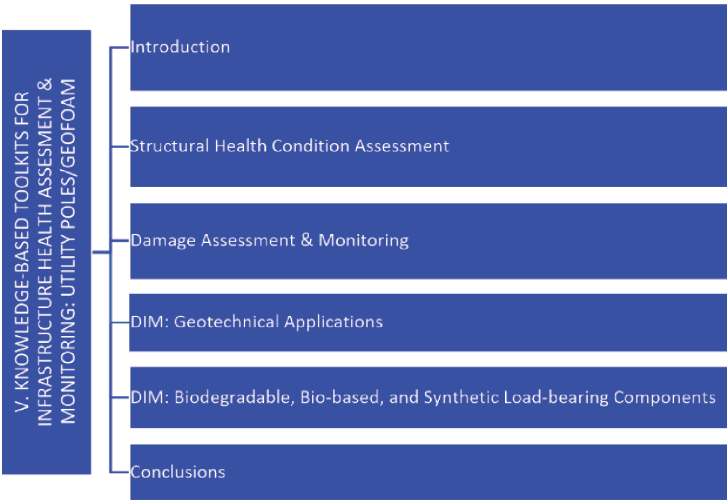 V. KNOWLEDGE-BASED TOOLKITS FOR
INFRASTRUCTURE HEALTH ASSESMENT &
MONITORING: UTILITY POLES/GEOFOAM
Introduction
Structural Health Condition Assessment
Damage Assessment & Monitoring
DIM: Geotechnical Applications
DIM: Biodegradable, Bio-based, and Synthetic Load-bearing Components
Conclusions